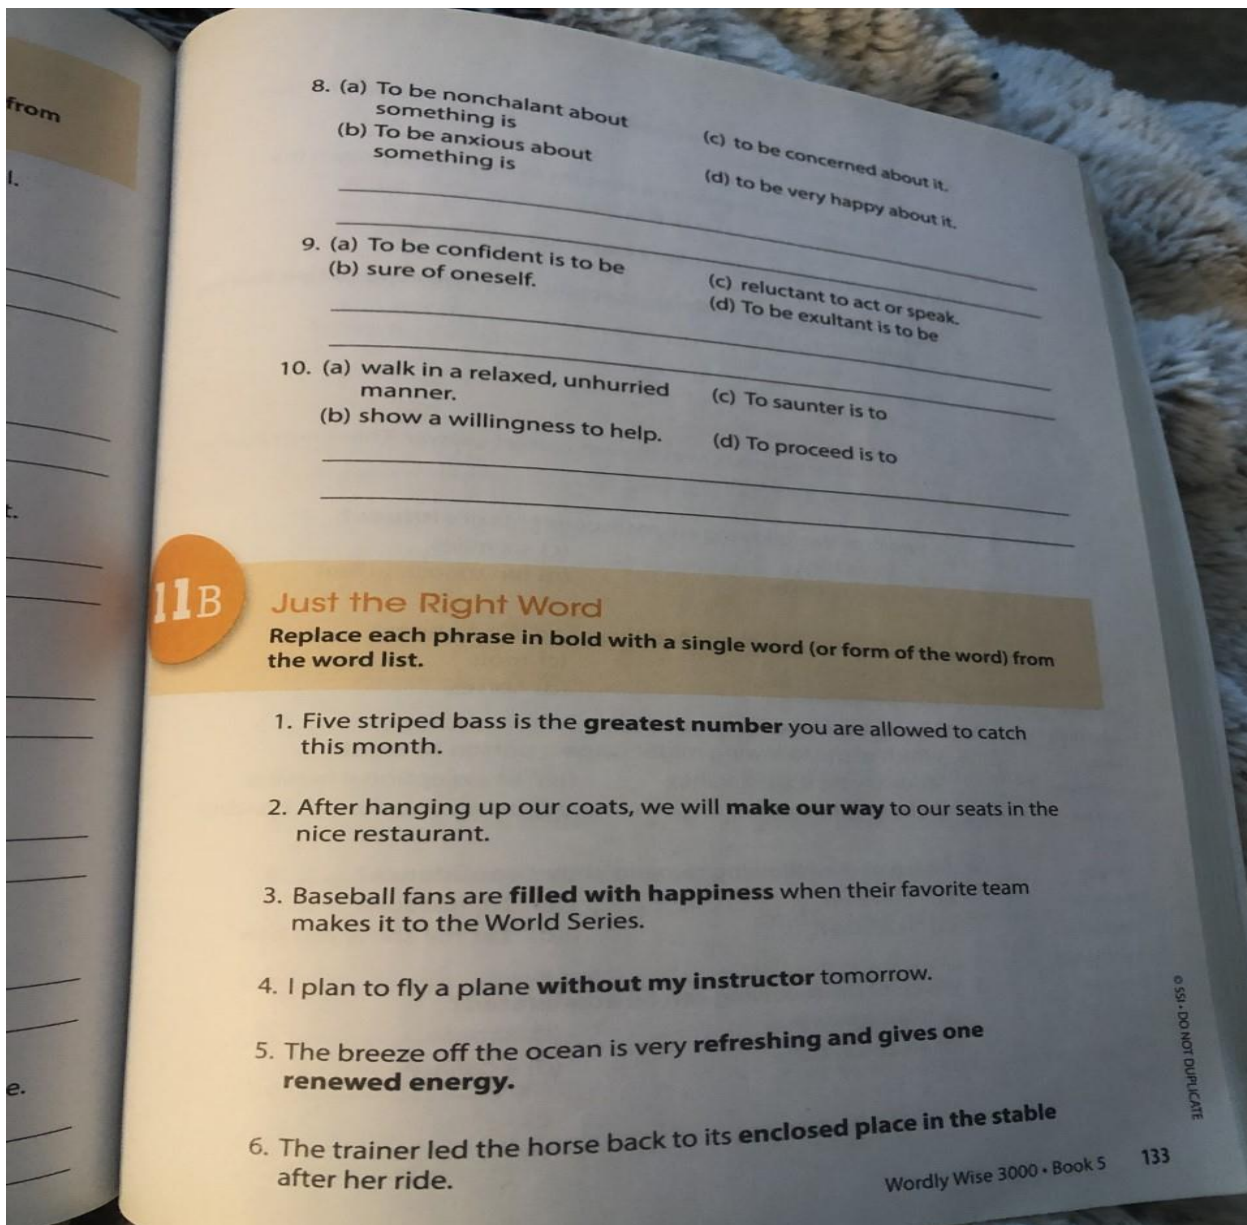 from
l.
t.
e.
8. (a) To be nonchalant about
something is
(b) To be anxious about
something is
(c) to be concerned about it.
(d) to be very happy about it.
9. (a) To be confident is to be
(b) sure of oneself.
(c) reluctant to act or speak.
(d) To be exultant is to be
10. (a) walk in a relaxed, unhurried
manner.
(b) show a willingness to help.
(c) To saunter is to
(d) To proceed is to
11B
Just the Right Word
Replace each phrase in bold with a single word (or form of the word) from
the word list.
1. Five striped bass is the greatest number you are allowed to catch
this month.
2. After hanging up our coats, we will make our way to our seats in the
nice restaurant.
3. Baseball fans are filled with happiness when their favorite team
makes it to the World Series.
4. I plan to fly a plane without my instructor tomorrow.
5. The breeze off the ocean is very refreshing and gives one
renewed energy.
6. The trainer led the horse back to its enclosed place in the stable
after her ride.
© SSI • DO NOT DUPLICATE
Wordly Wise 3000 • Book 5 133